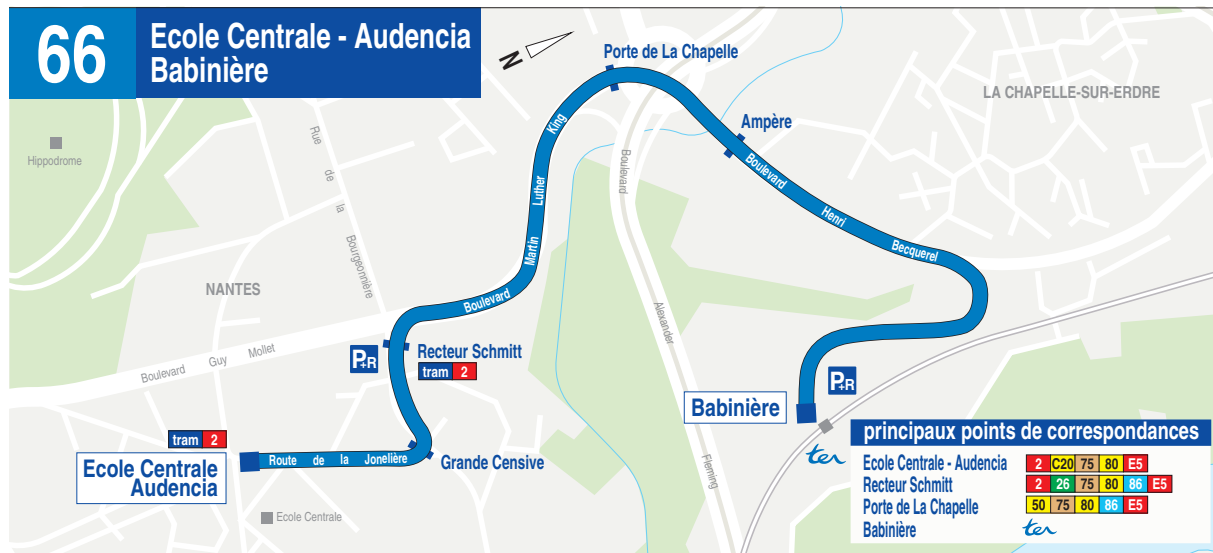 66
Ecole Centrale - Audencia
Babinière
N
Porte de La Chapelle
LA CHAPELLE-SUR-ERDRE
Ampère
Hippodrome
Rue de la Bourgeonnière
King
Luther
Martin
Boulevard
Boulevard
Alexander
Fleming
Boulevard
Henri
Becquerel
NANTES
Boulevard Guy Mollet
P+R
Recteur Schmitt
tram 2
P+R
Babinière
ter
tram 2
Ecole Centrale
Audencia
Route de la Jonelière
Grande Censive
Ecole Centrale
principaux points de correspondances
Ecole Centrale - Audencia 2 C20 75 80 E5
Recteur Schmitt 2 26 75 80 86 E5
Porte de La Chapelle 50 75 80 86 E5
Babinière ter